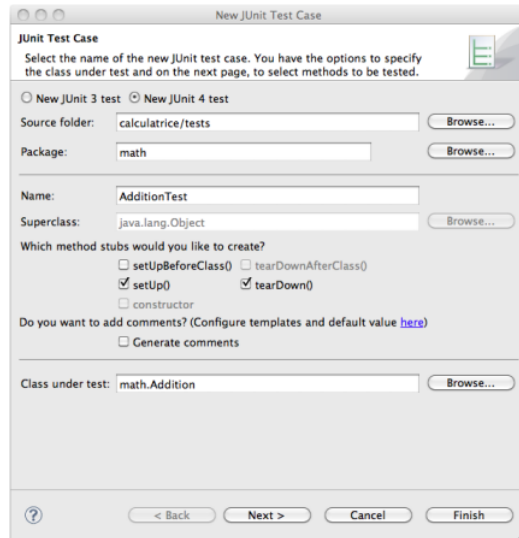 New JUnit Test Case
JUnit Test Case
Select the name of the new JUnit test case. You have the options to specify
the class under test and on the next page, to select methods to be tested.
New JUnit 3 test New JUnit 4 test
Source folder: calculatrice/tests Browse...
Package: math Browse...
Name: AdditionTest
Superclass: java.lang.Object Browse...
Which method stubs would you like to create?
setUpBeforeClass() tearDownAfterClass()
setUp() tearDown()
constructor
Do you want to add comments? (Configure templates and default value here)
Generate comments
Class under test: math.Addition Browse...
? < Back Next > Cancel Finish